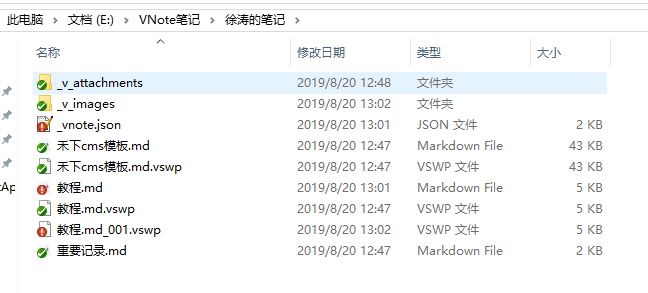 此电脑 > 文档 (E:) > VNote笔记 > 徐涛的笔记 >
名称 修改日期 类型 大小
_v_attachments 2019/8/20 12:48 文件夹
_v_images 2019/8/20 13:02 文件夹
_vnote.json 2019/8/20 13:01 JSON 文件 2 KB
禾下cms模板.md 2019/8/20 12:47 Markdown File 43 KB
禾下cms模板.md.vswp 2019/8/20 12:47 VSWP 文件 43 KB
教程.md 2019/8/20 13:01 Markdown File 5 KB
教程.md.vswp 2019/8/20 12:47 VSWP 文件 5 KB
教程.md_001.vswp 2019/8/20 13:02 VSWP 文件 5 KB
重要记录.md 2019/8/20 12:47 Markdown File 2 KB